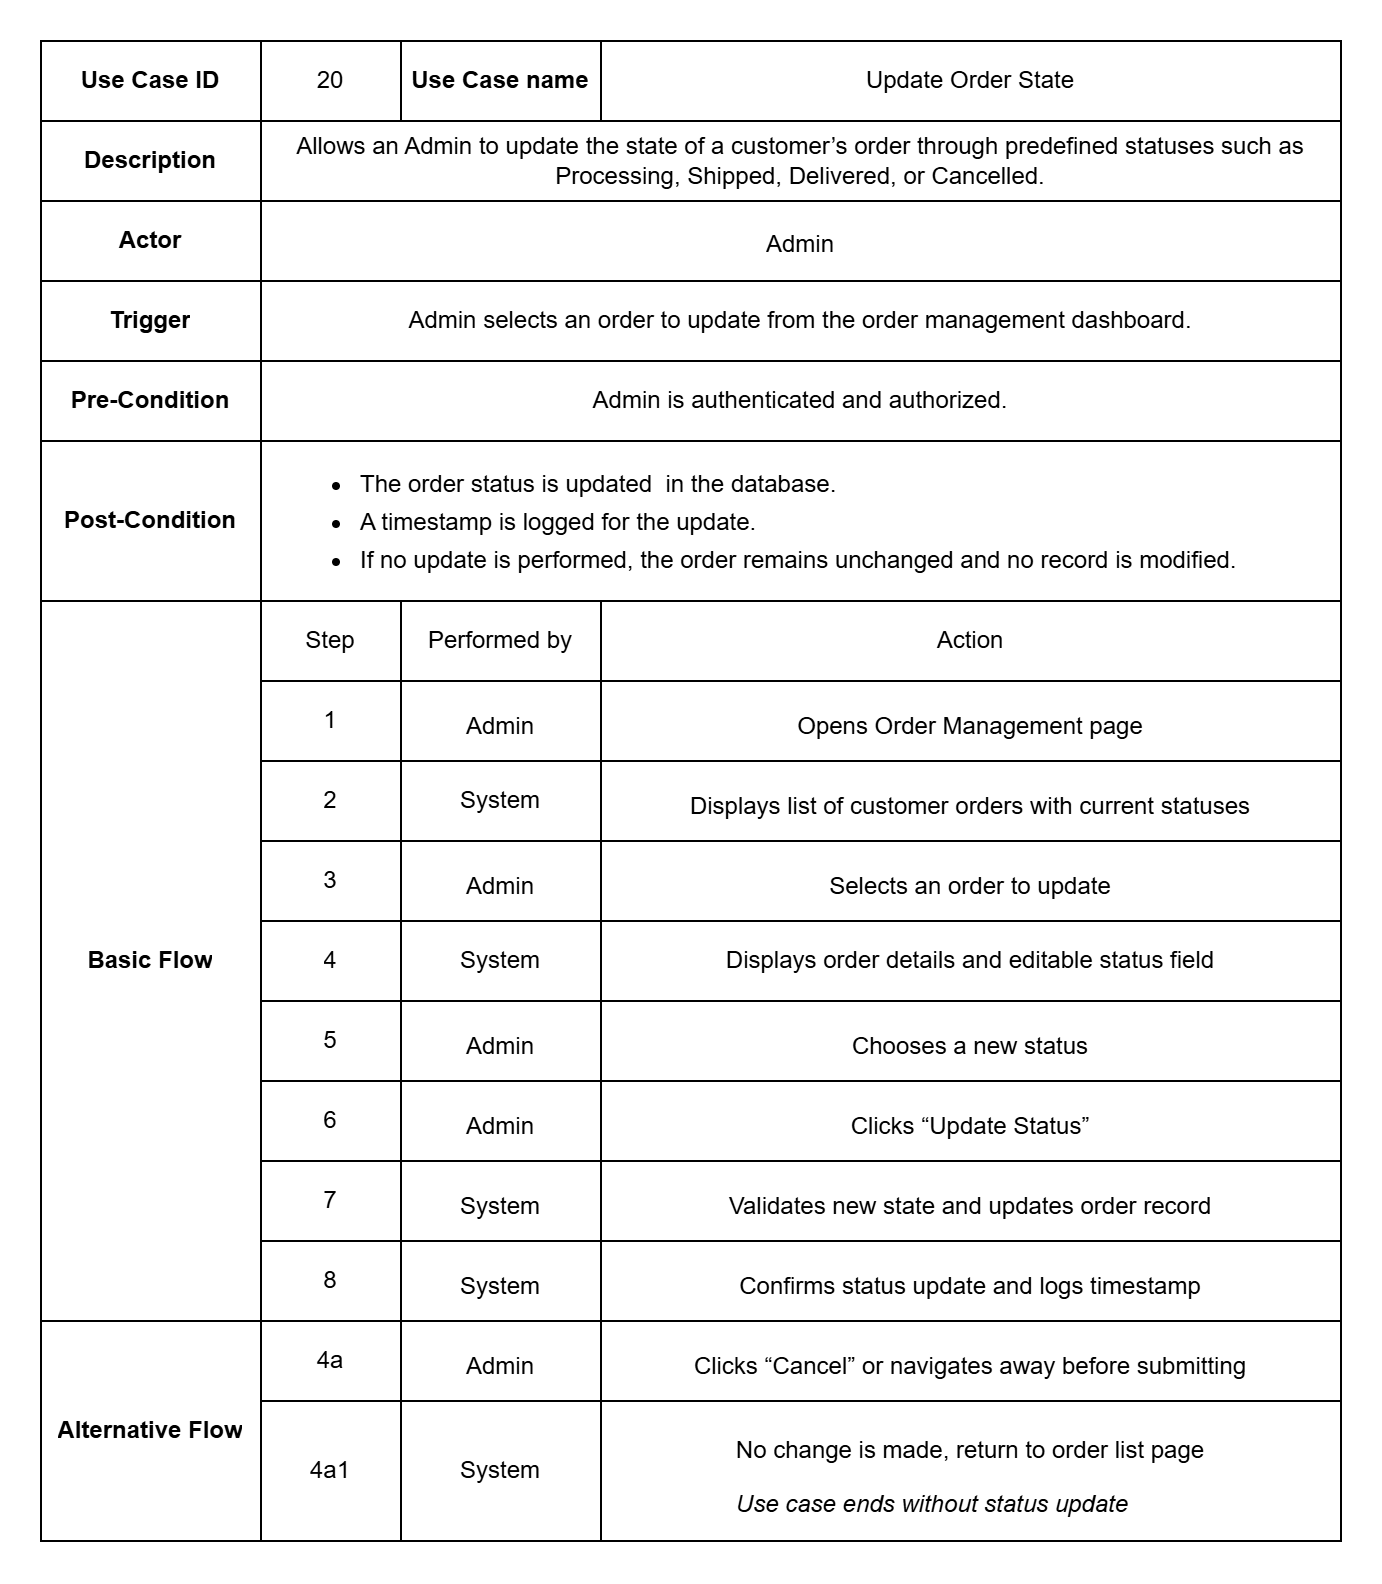 Use Case ID
20
Use Case name
Update Order State
Description
Allows an Admin to update the state of a customer’s order through predefined statuses such as
Processing, Shipped, Delivered, or Cancelled.
Actor
Admin
Trigger
Admin selects an order to update from the order management dashboard.
Pre-Condition
Admin is authenticated and authorized.
Post-Condition
• The order status is updated  in the database.
• A timestamp is logged for the update.
• If no update is performed, the order remains unchanged and no record is modified.
Basic Flow
Step
Performed by
Action
1
Admin
Opens Order Management page
2
System
Displays list of customer orders with current statuses
3
Admin
Selects an order to update
4
System
Displays order details and editable status field
5
Admin
Chooses a new status
6
Admin
Clicks “Update Status”
7
System
Validates new state and updates order record
8
System
Confirms status update and logs timestamp
Alternative Flow
4a
Admin
Clicks “Cancel” or navigates away before submitting
4a1
System
No change is made, return to order list page
Use case ends without status update